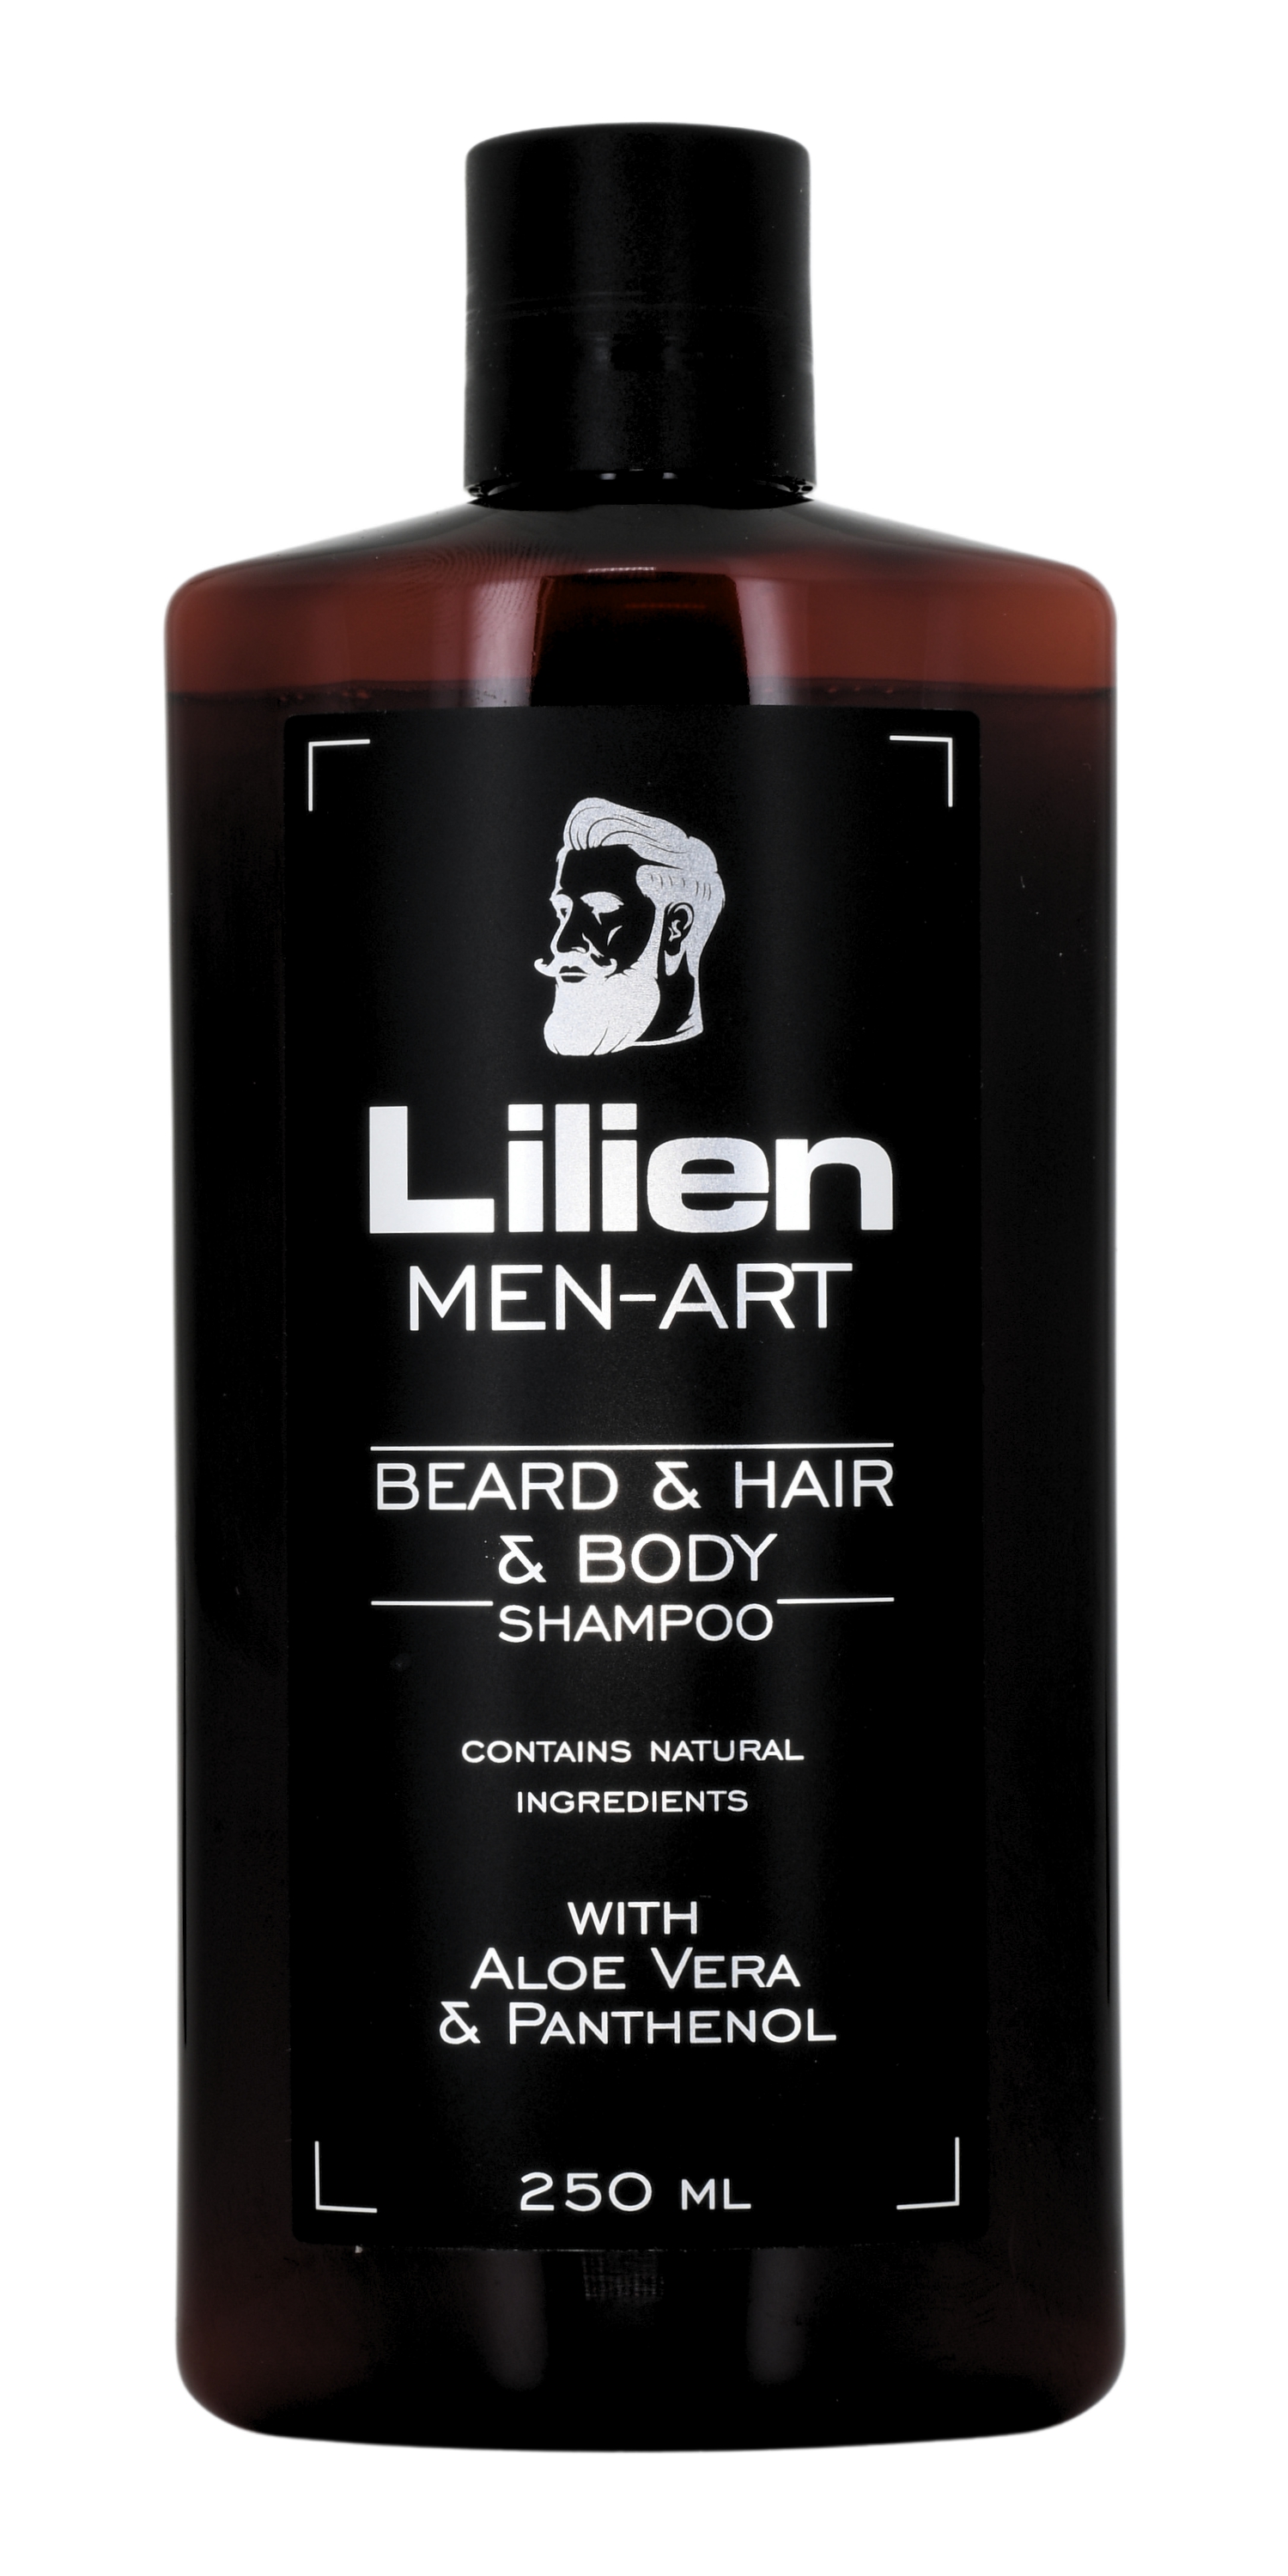 Lilien
MEN-ART
BEARD & HAIR
& BODY
SHAMPOO
CONTAINS NATURAL
INGREDIENTS
WITH
ALOE VERA
& PANTHENOL
250 ML